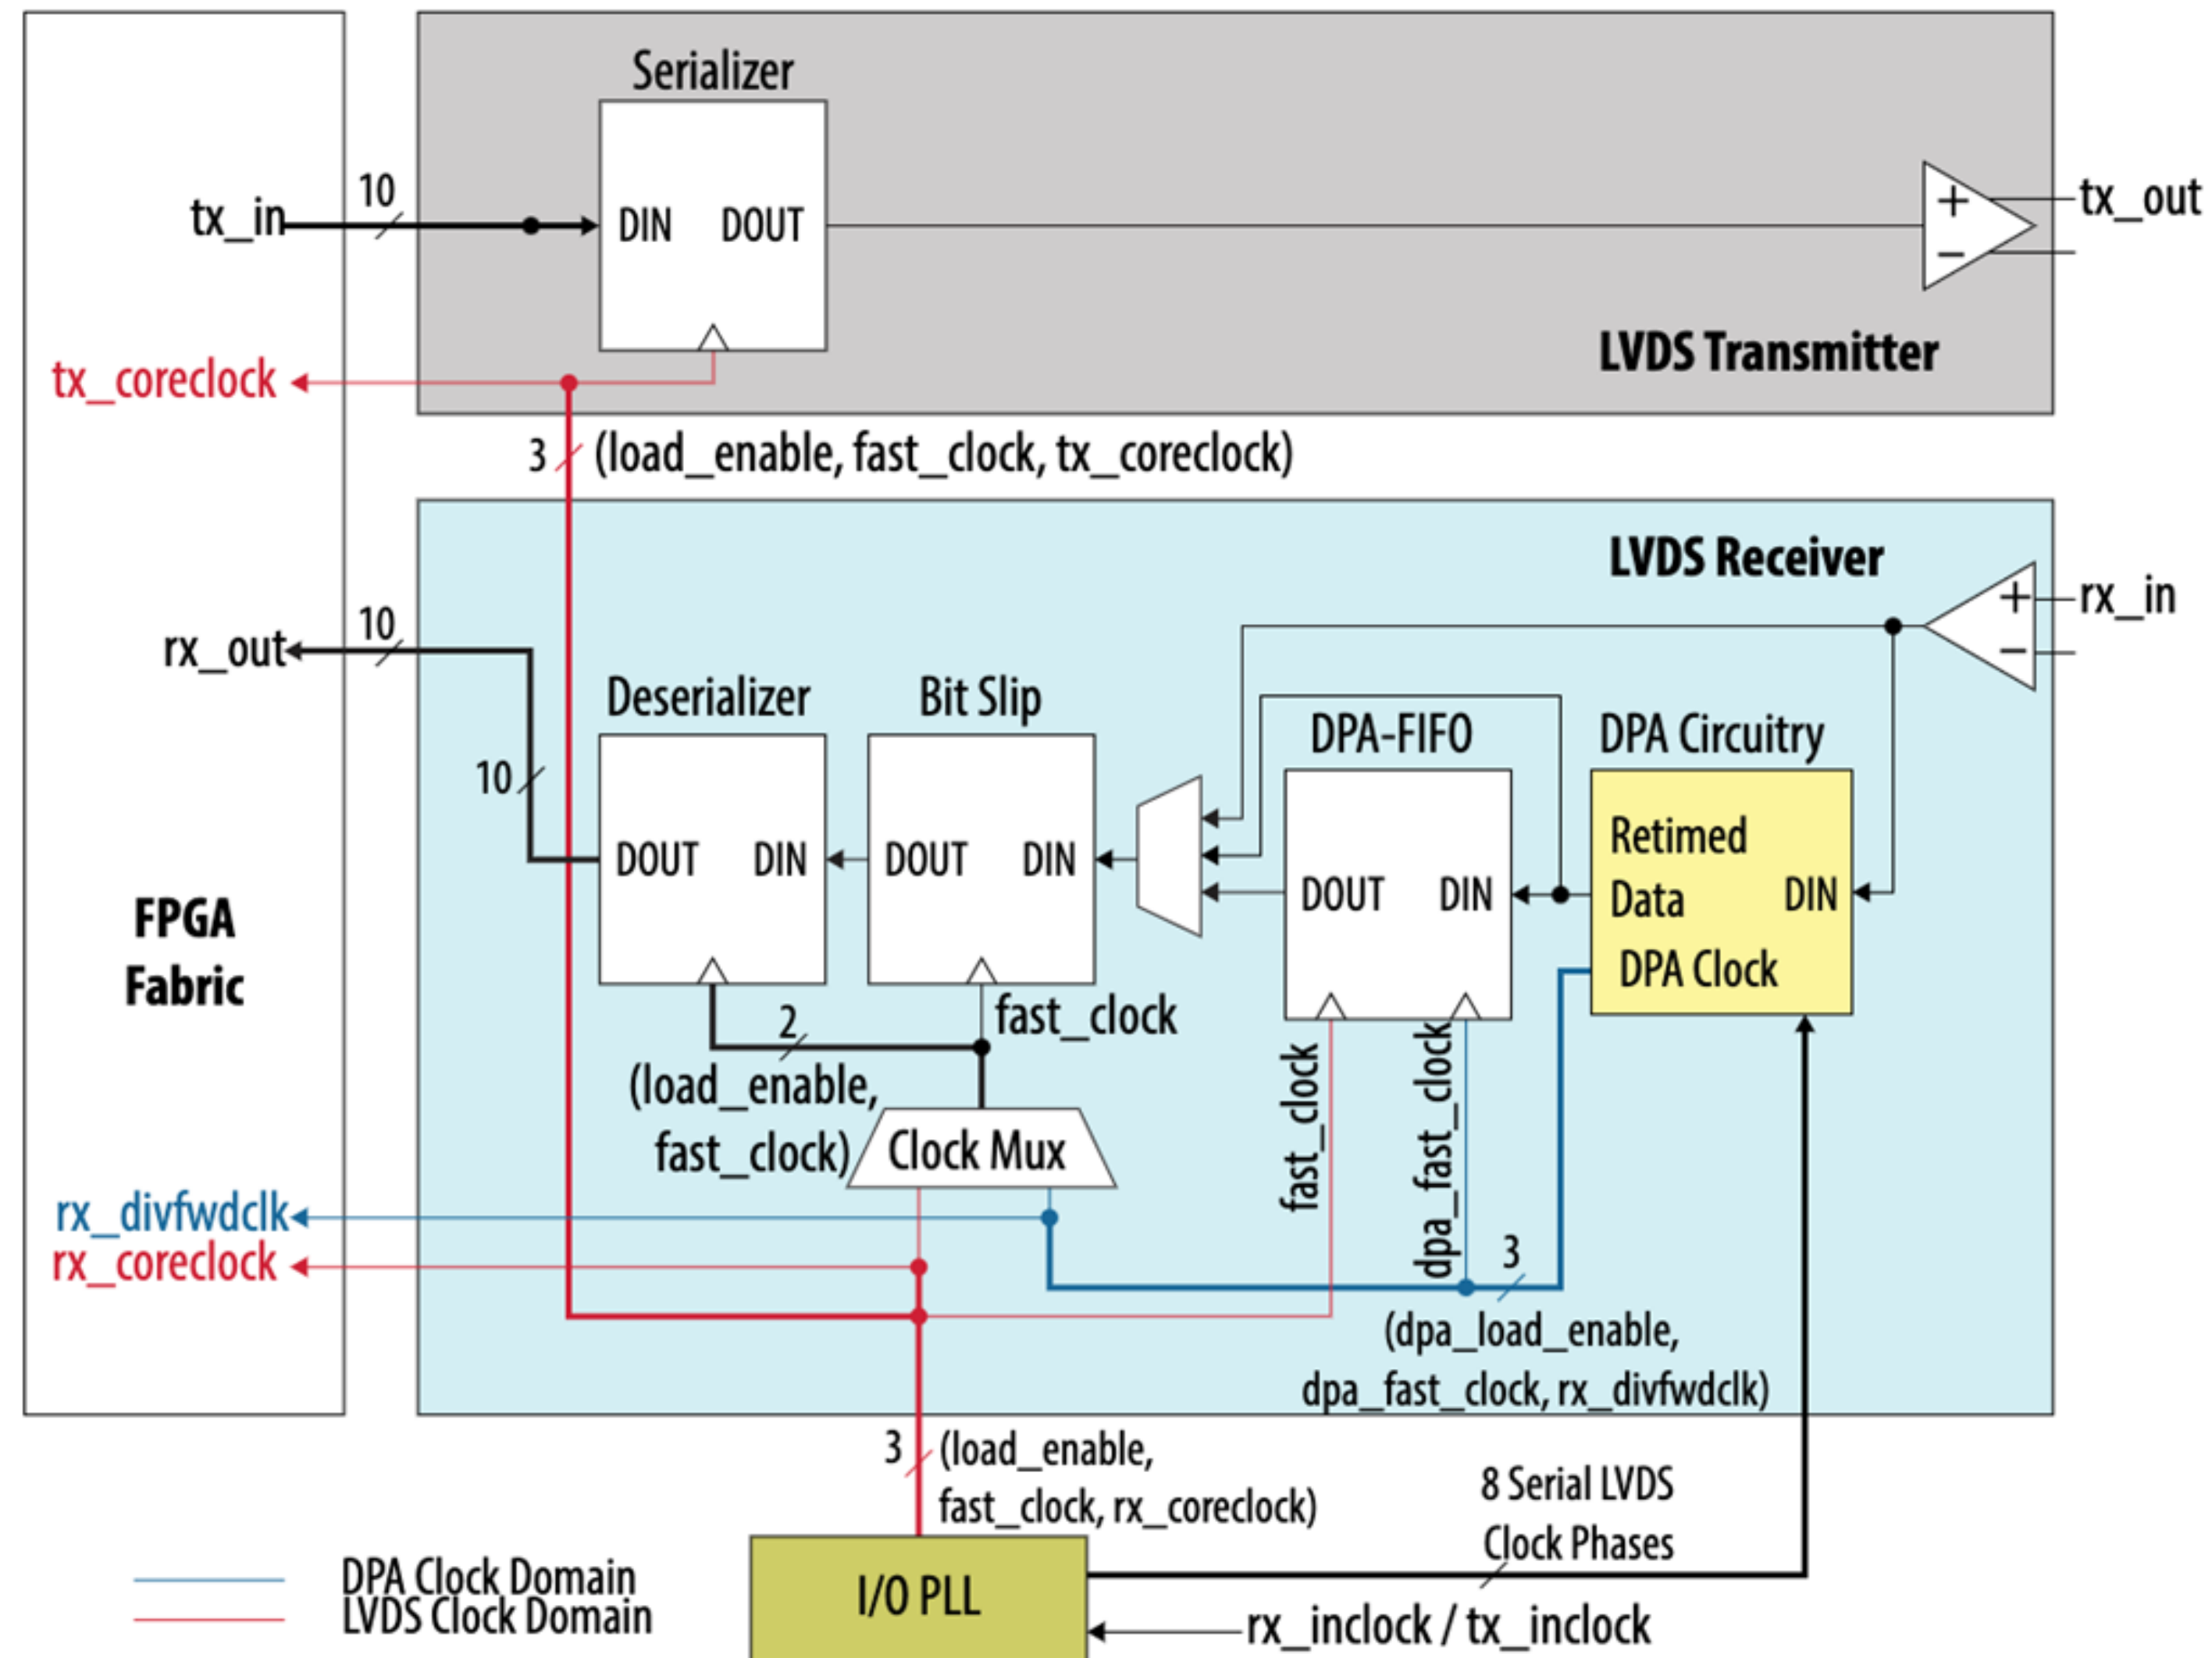 Serializer
10
tx_in
DIN
DOUT
+
−
tx_out
LVDS Transmitter
tx_coreclock
3
(load_enable, fast_clock, tx_coreclock)
LVDS Receiver
+
−
rx_in
10
rx_out
Deserializer
Bit Slip
DPA-FIFO
DPA Circuitry
10
DOUT
DIN
DOUT
DIN
DOUT
DIN
Retimed
Data
DIN
DPA Clock
FPGA
Fabric
2
fast_clock
(load_enable,
fast_clock)
Clock Mux
fast_clock
dpa_fast_clock
3
rx_divfwdclk
rx_coreclock
(dpa_load_enable,
dpa_fast_clock, rx_divfwdclk)
3
(load_enable,
fast_clock, rx_coreclock)
8 Serial LVDS
Clock Phases
I/O PLL
rx_inclock / tx_inclock
DPA Clock Domain
LVDS Clock Domain